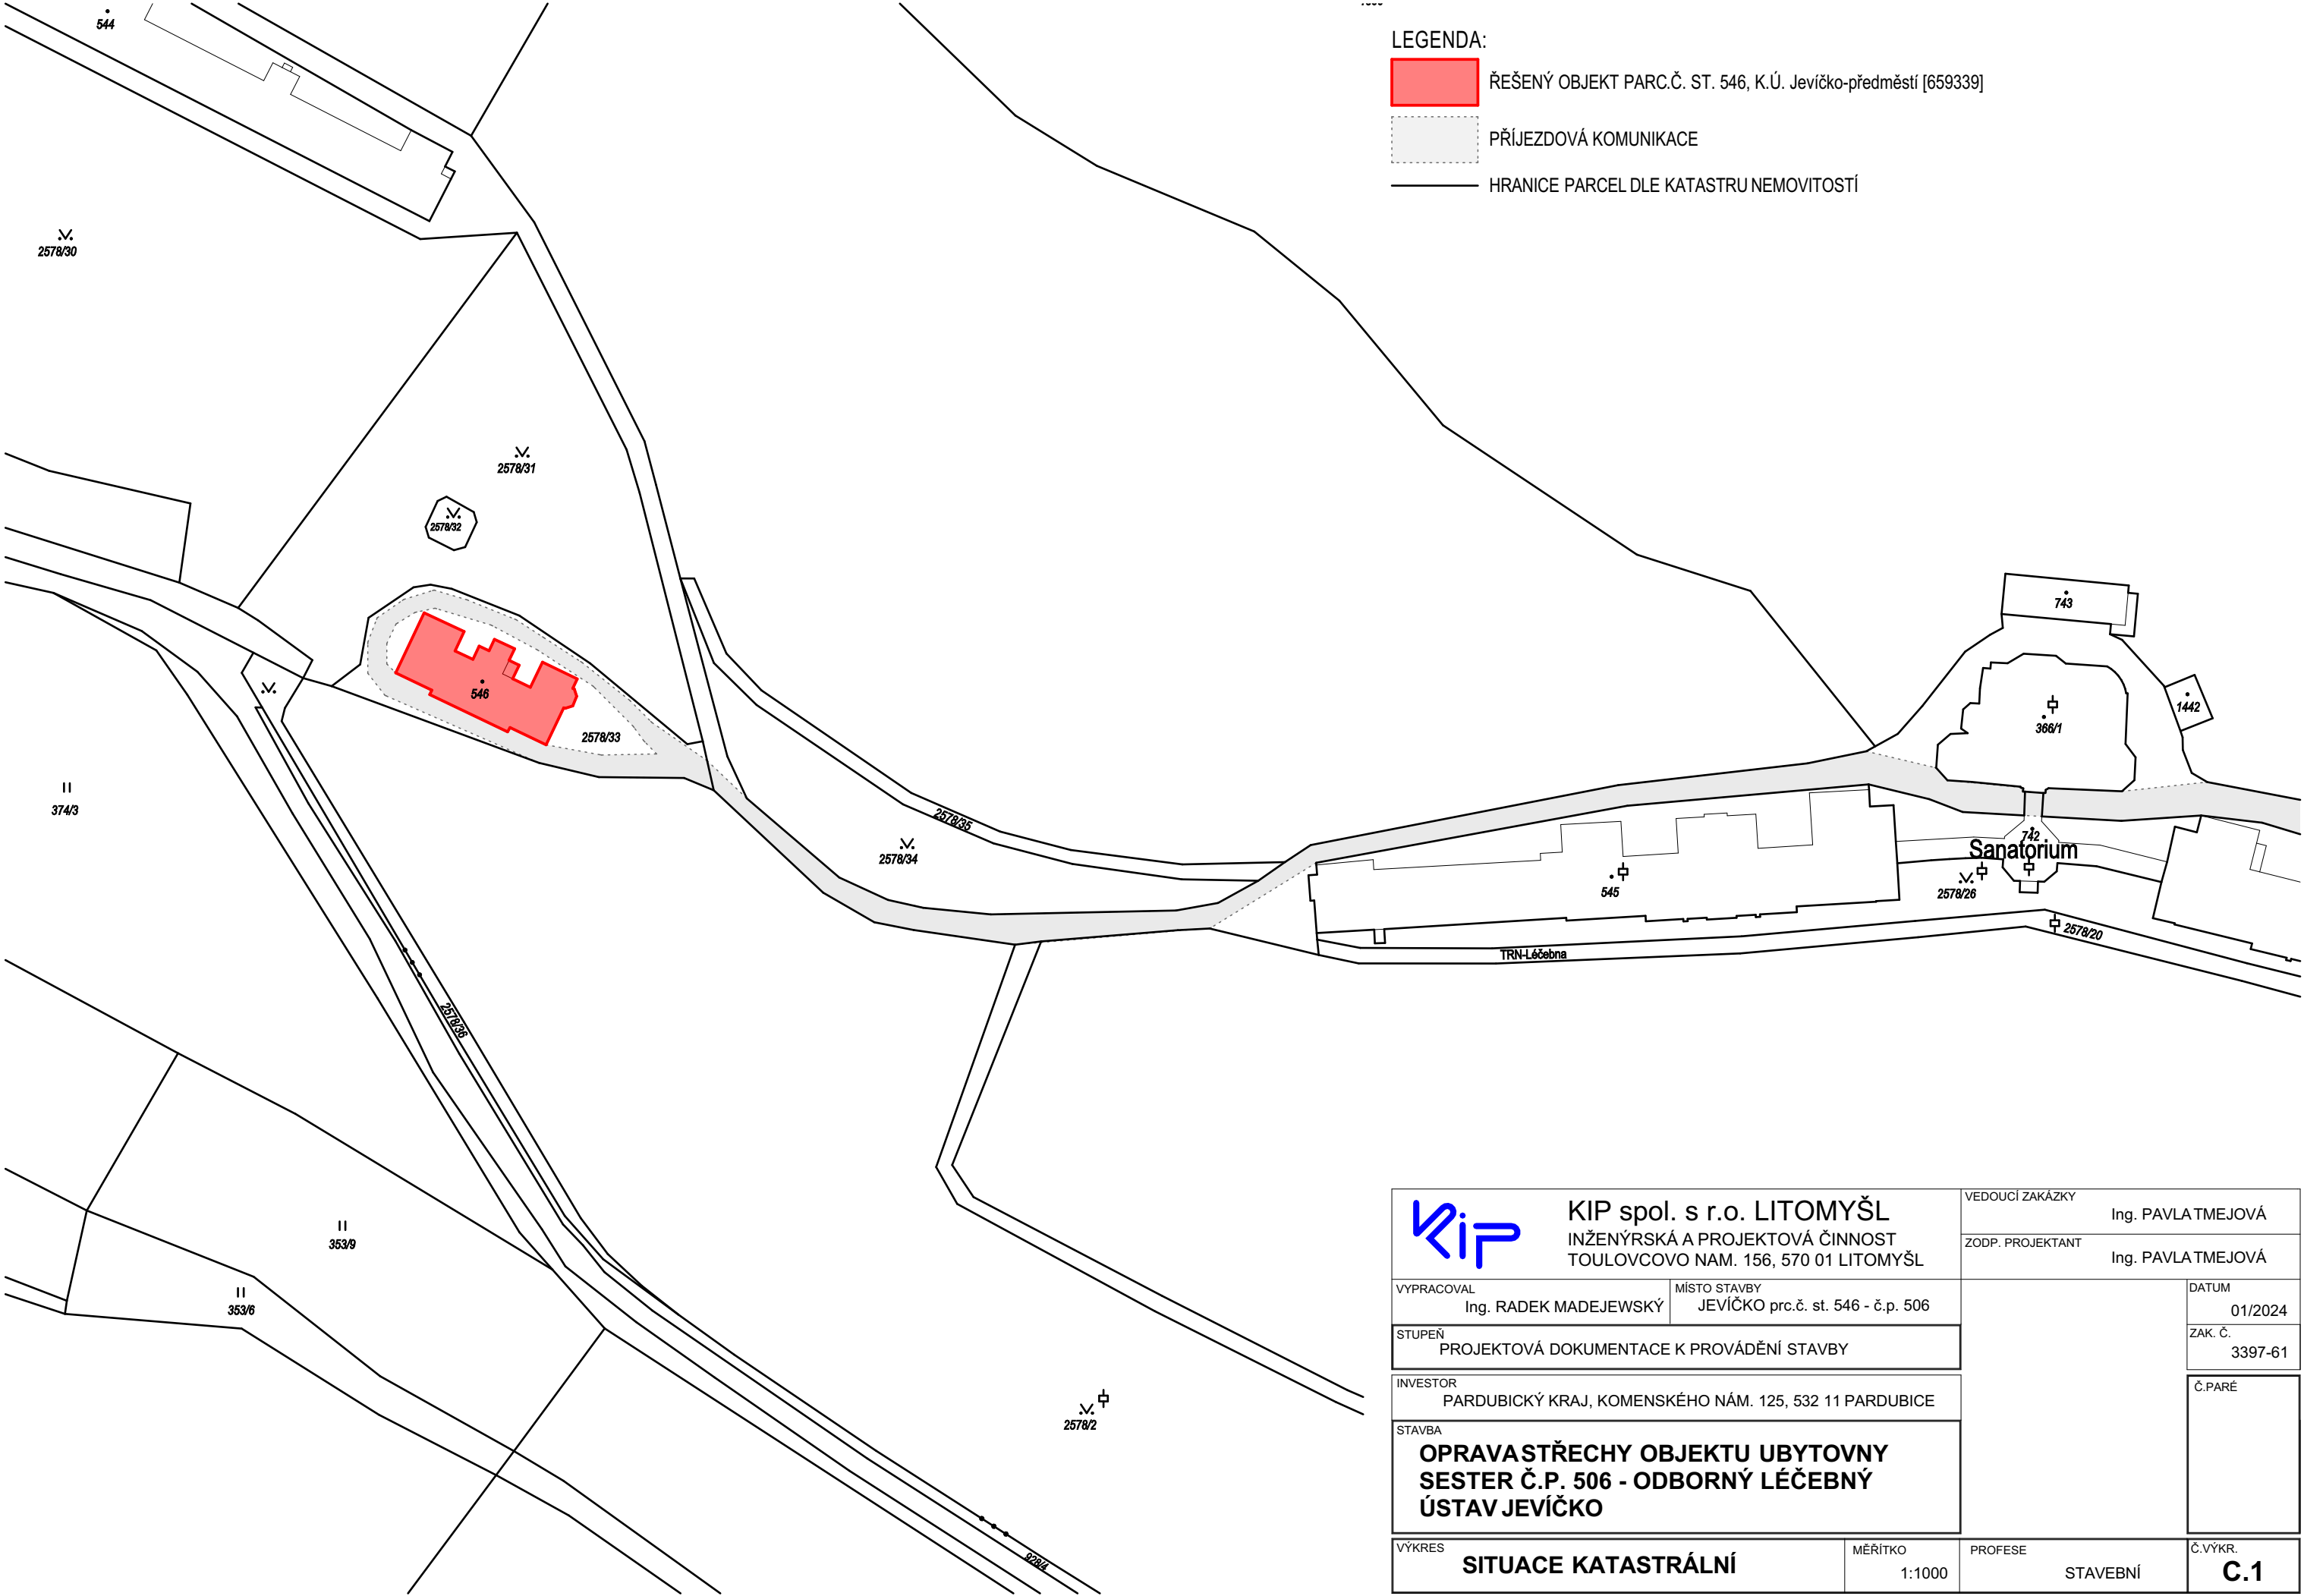 544
LEGENDA:
ŘEŠENÝ OBJEKT PARC.Č. ST. 546, K.Ú. Jevíčko-předměstí [659339]
PŘÍJEZDOVÁ KOMUNIKACE
HRANICE PARCEL DLE KATASTRU NEMOVITOSTÍ
2578/30
2578/31
2578/32
743
546
1442
366/1
2578/33
374/3
2578/35
742
Sanatorium
2578/34
545
2578/26
2578/20
TRN-Léčebna
2578/36
353/9
353/6
2578/2
928/4
Kip
KIP spol. s r.o. LITOMYŠL
INŽENÝRSKÁ A PROJEKTOVÁ ČINNOST
TOULOVCOVO NAM. 156, 570 01 LITOMYŠL
VEDOUCÍ ZAKÁZKY
Ing. PAVLA TMEJOVÁ
ZODP. PROJEKTANT
Ing. PAVLA TMEJOVÁ
VYPRACOVAL
Ing. RADEK MADEJEWSKÝ
MÍSTO STAVBY
JEVÍČKO prc.č. st. 546 - č.p. 506
DATUM
01/2024
STUPEŇ
PROJEKTOVÁ DOKUMENTACE K PROVÁDĚNÍ STAVBY
ZAK. Č.
3397-61
INVESTOR
PARDUBICKÝ KRAJ, KOMENSKÉHO NÁM. 125, 532 11 PARDUBICE
Č.PARÉ
STAVBA
OPRAVA STŘECHY OBJEKTU UBYTOVNY
SESTER Č.P. 506 - ODBORNÝ LÉČEBNÝ
ÚSTAV JEVÍČKO
VÝKRES
SITUACE KATASTRÁLNÍ
MĚŘÍTKO
1:1000
PROFESE
STAVEBNÍ
Č.VÝKR.
C.1